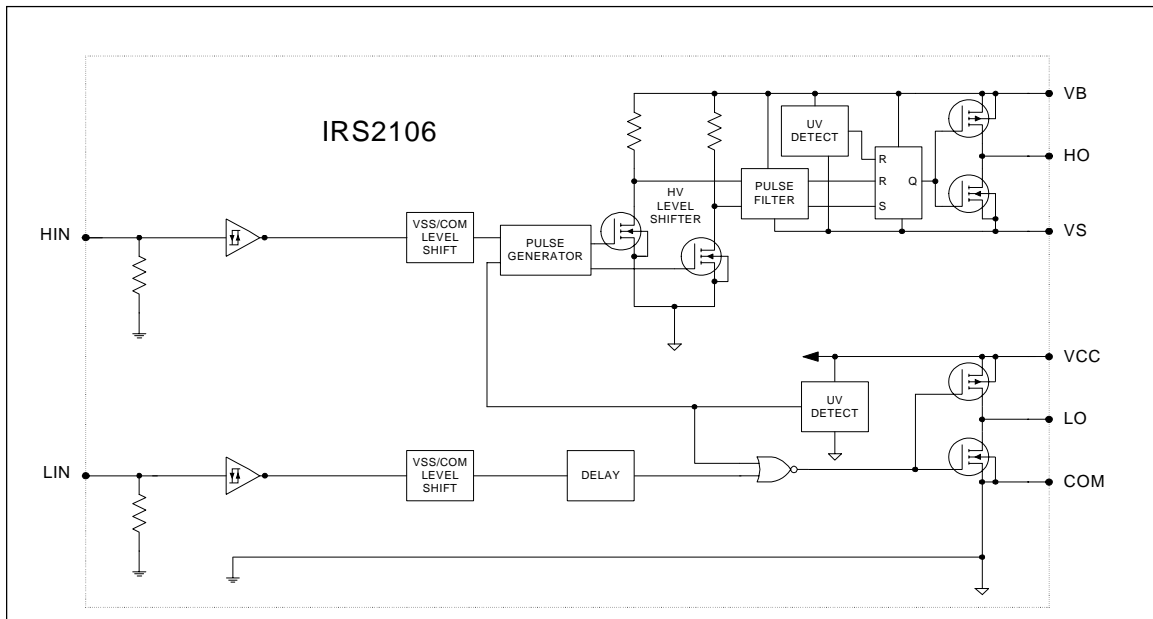 IRS2106
VB
UV
DETECT
HO
R
R
S
Q
PULSE
FILTER
HV
LEVEL
SHIFTER
VS
HIN
VSS/COM
LEVEL
SHIFT
PULSE
GENERATOR
VCC
UV
DETECT
LO
LIN
VSS/COM
LEVEL
SHIFT
DELAY
COM